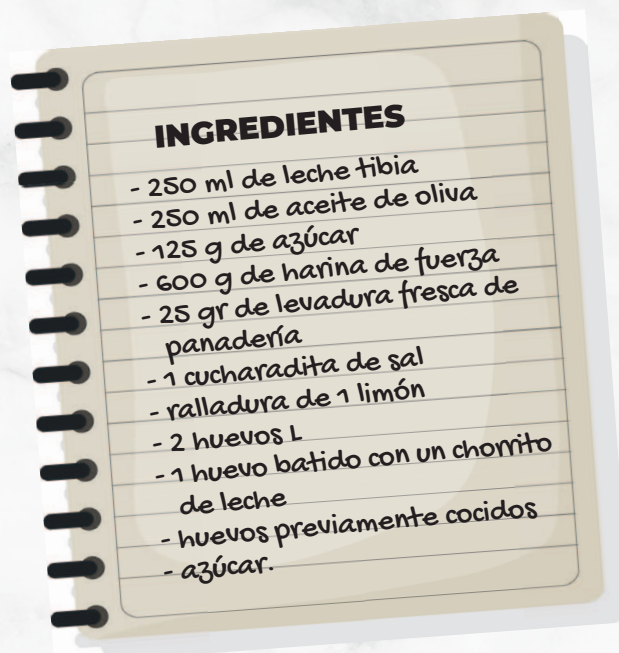 INGREDIENTES
- 250 ml de leche tibia
- 250 ml de aceite de oliva
- 125 g de azúcar
- 600 g de harina de fuerza
- 25 gr de levadura fresca de
panadería
- 1 cucharadita de sal
- ralladura de 1 limón
- 2 huevos L
- 1 huevo batido con un chorrito
de leche
- huevos previamente cocidos
- azúcar.